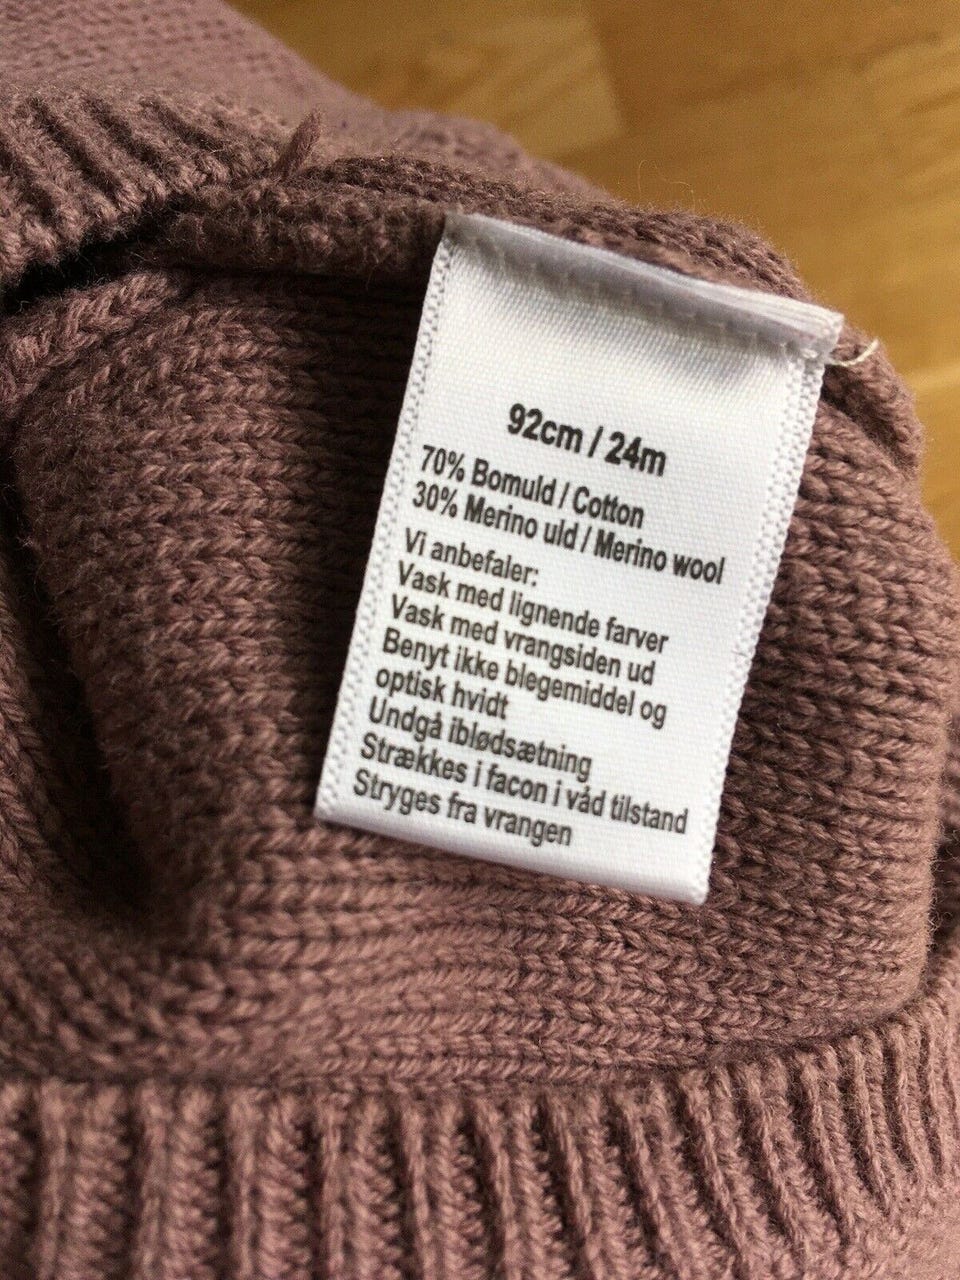 92cm / 24m
70% Bomuld / Cotton
30% Merino uld / Merino wool
Vi anbefaler:
Vask med lignende farver
Vask med vrangsiden ud
Benyt ikke blegemiddel og
optisk hvidt
Undgå iblødsætning
Strækkes i facon i våd tilstand
Stryges fra vrangen